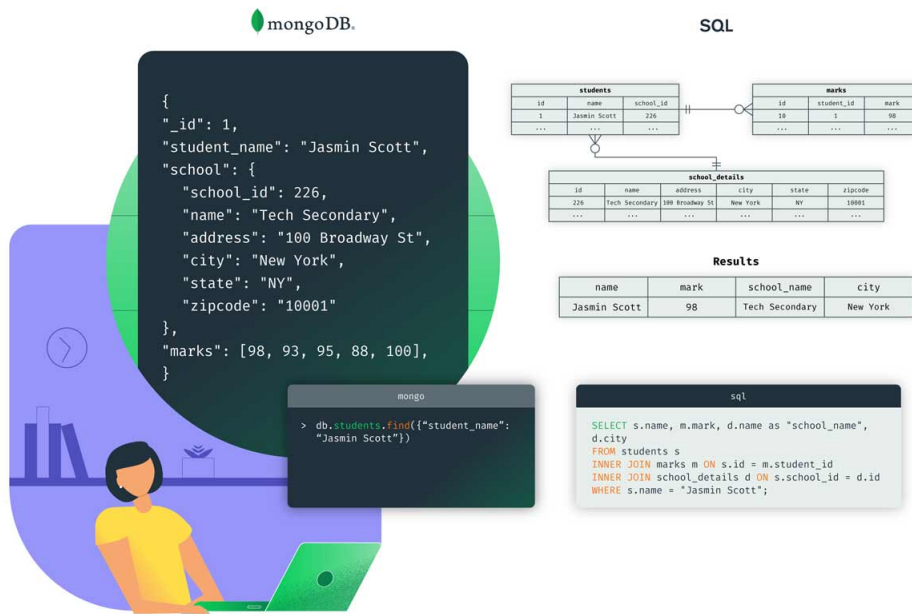 mongoDB.
{
"_id": 1,
"student_name": "Jasmin Scott",
"school": {
"school_id": 226,
"name": "Tech Secondary",
"address": "100 Broadway St",
"city": "New York",
"state": "NY",
"zipcode": "10001"
},
"marks": [98, 93, 95, 88, 100],
}
mongo
> db.students.find({“student_name”:
“Jasmin Scott”})
SQL
students
id name school_id
1 Jasmin Scott 226
... ... ...
marks
id student_id mark
10 1 98
... ... ...
school_details
id name address city state zipcode
226 Tech Secondary 100 Broadway St New York NY 10001
... ... ... ... ... ...
Results
name mark school_name city
Jasmin Scott 98 Tech Secondary New York
sql
SELECT s.name, m.mark, d.name as "school_name",
d.city
FROM students s
INNER JOIN marks m ON s.id = m.student_id
INNER JOIN school_details d ON s.school_id = d.id
WHERE s.name = "Jasmin Scott";